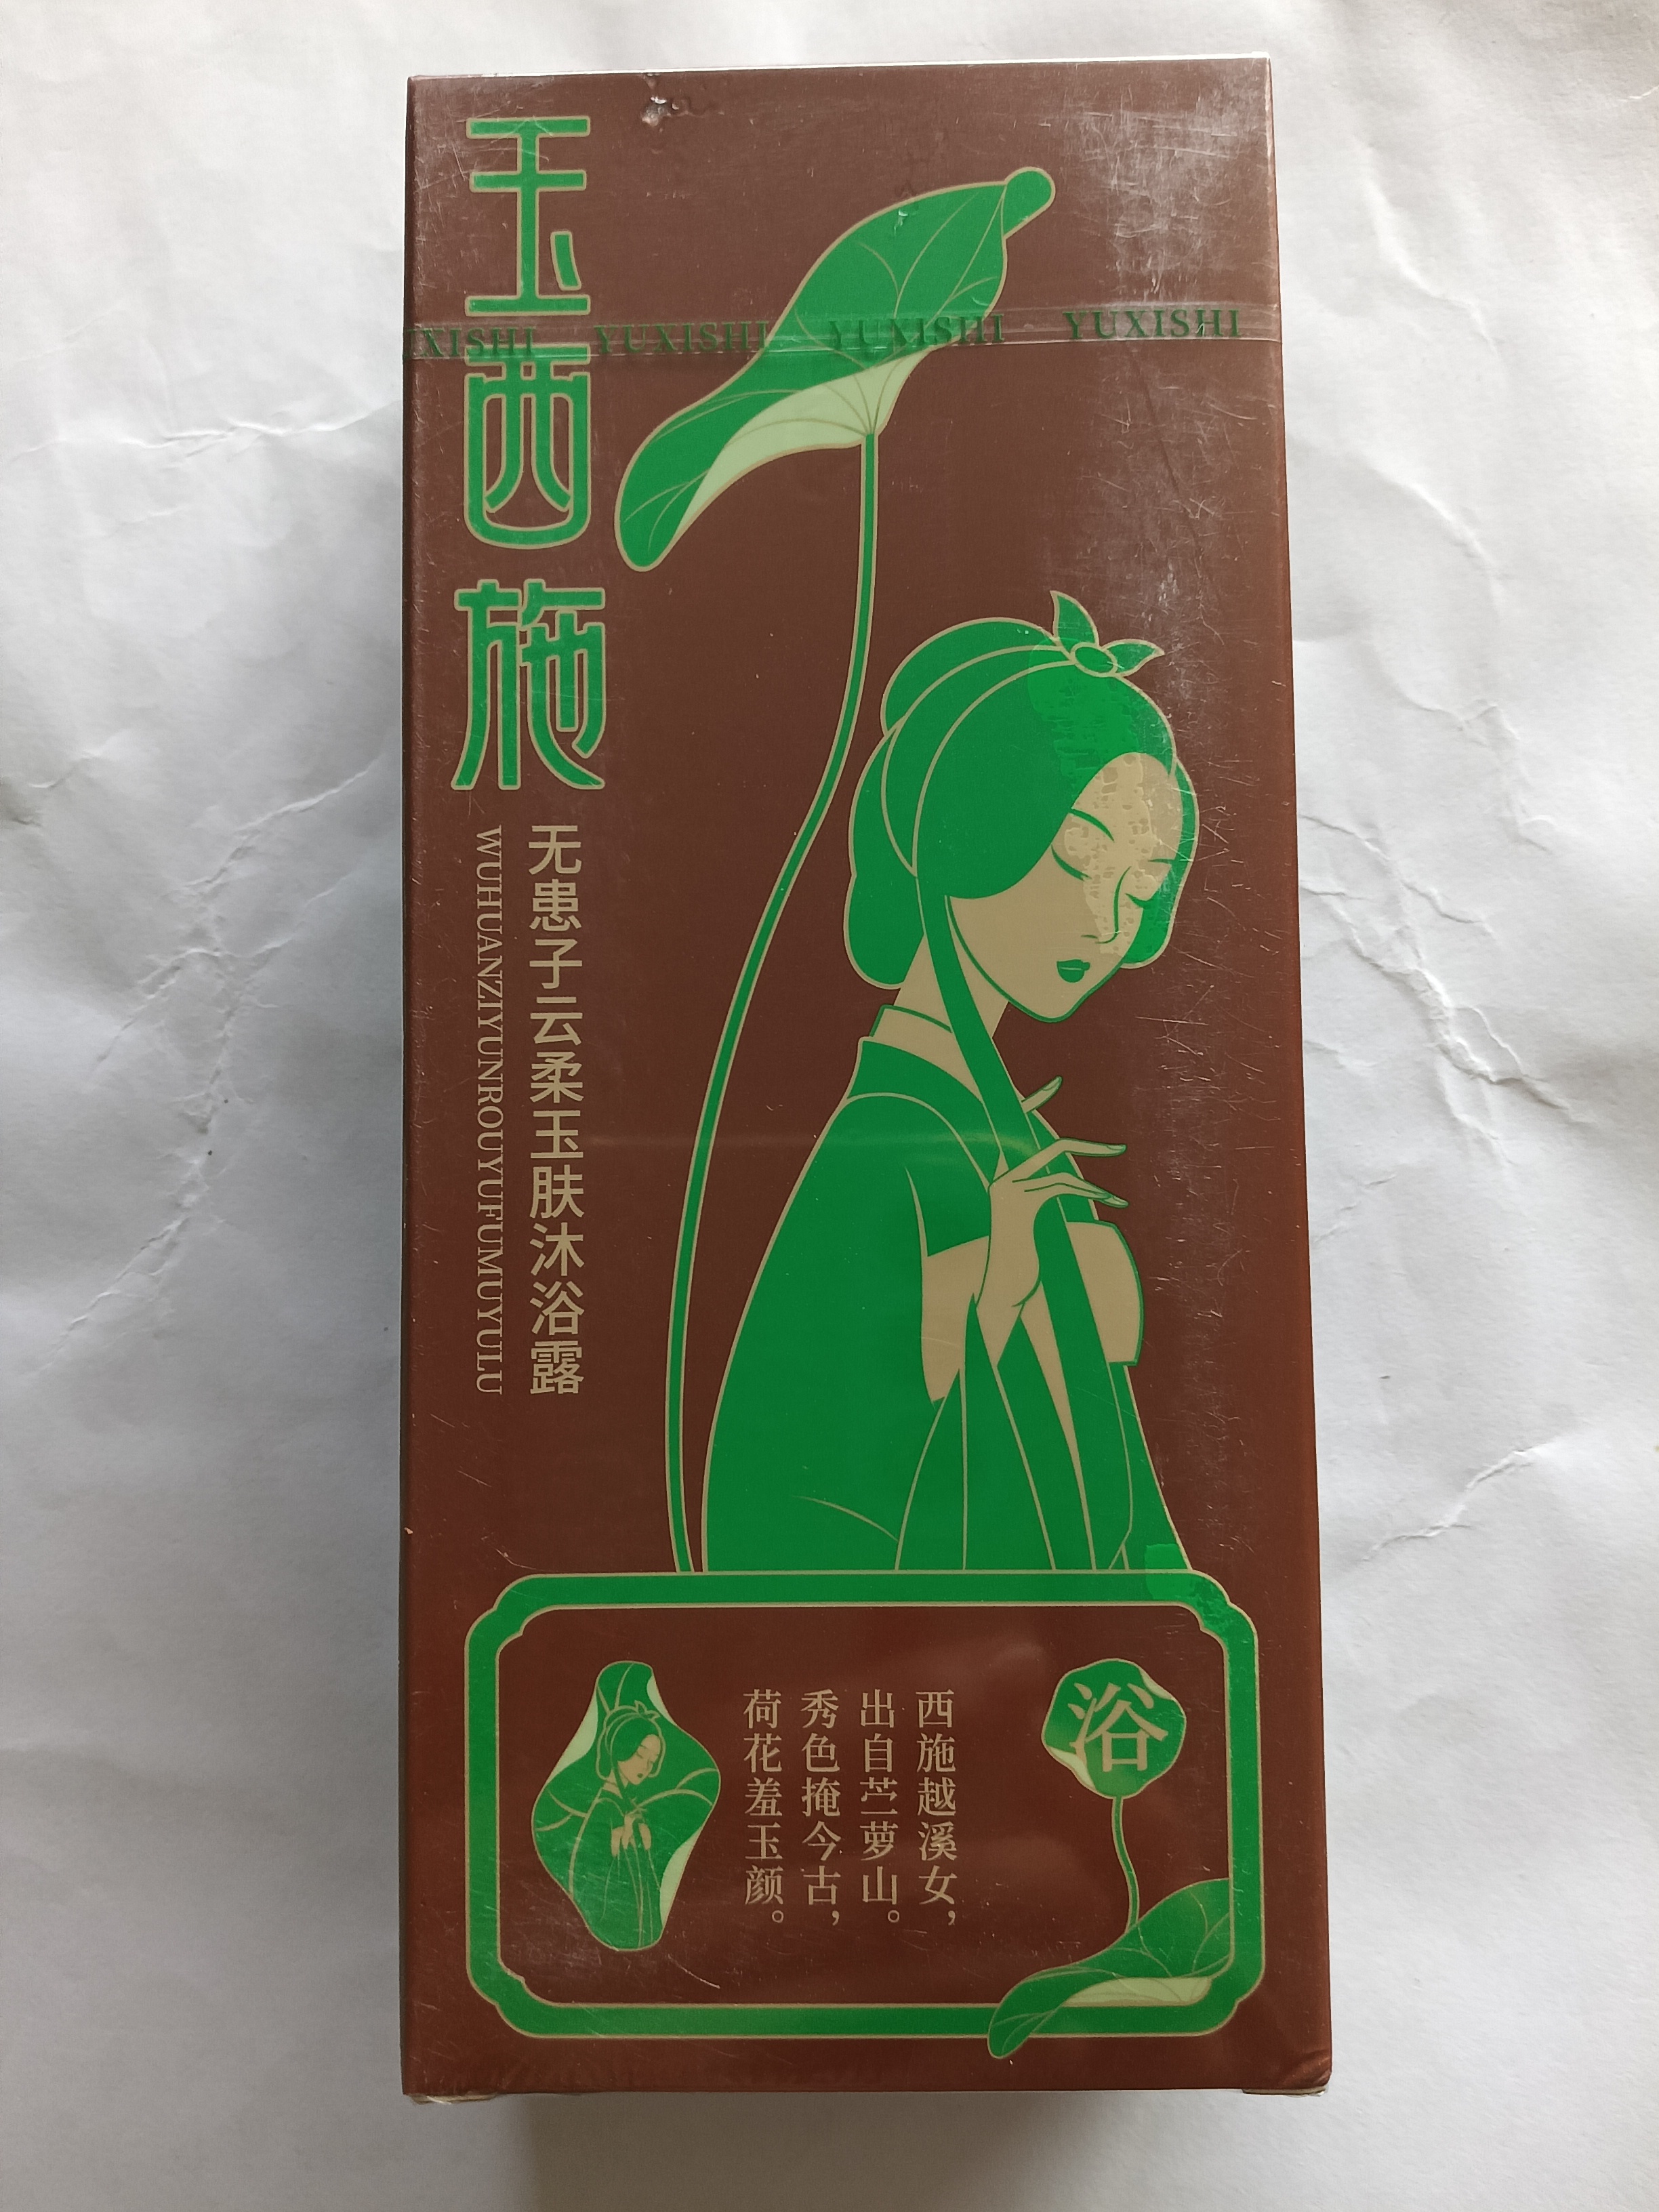 玉西施
XISHI YUXISHI YUXISHI YUXISHI
无患子云柔玉肤沐浴露
WUHUANZIYUNROUYUFUMUYULU
浴
西施越溪女，
出自苎萝山。
秀色掩今古，
荷花羞玉颜。